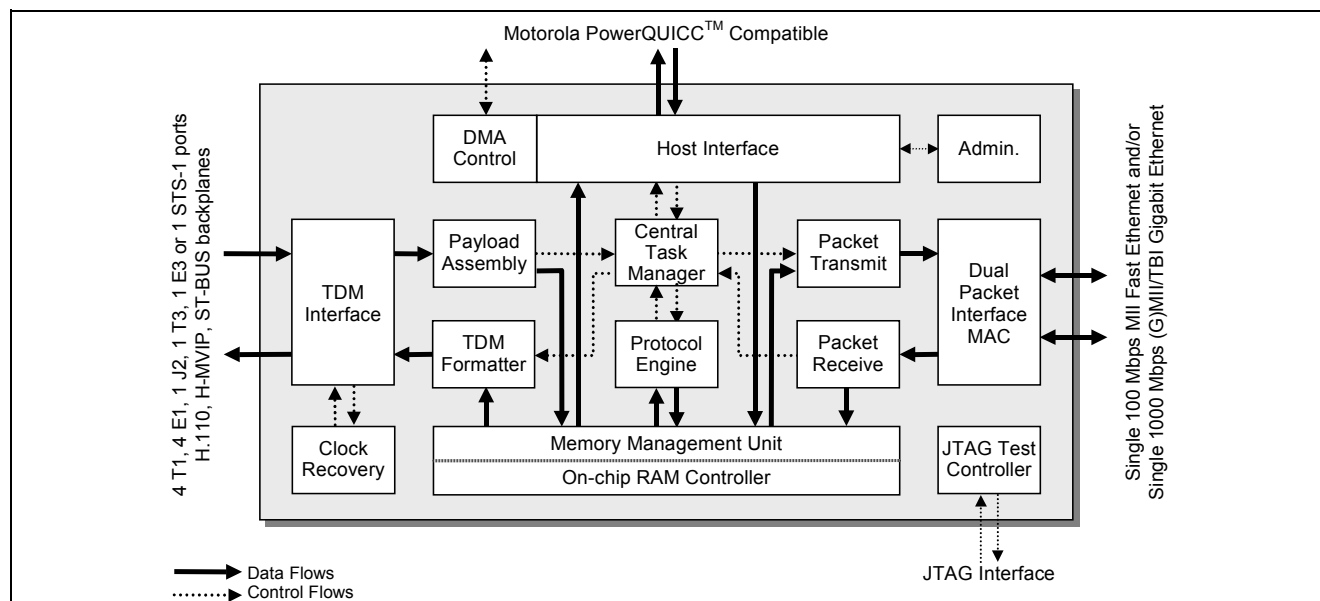 Motorola PowerQUICC™ Compatible
DMA
Control
Host Interface
Admin.
4 T1, 4 E1, 1 J2, 1 T3, 1 E3 or 1 STS-1 ports
H.110, H-MVIP, ST-BUS backplanes
TDM
Interface
Payload
Assembly
Central
Task
Manager
Packet
Transmit
Dual
Packet
Interface
MAC
Single 100 Mbps MII Fast Ethernet and/or
Single 1000 Mbps (G)MII/TBI Gigabit Ethernet
TDM
Formatter
Protocol
Engine
Packet
Receive
Clock
Recovery
Memory Management Unit
On-chip RAM Controller
JTAG Test
Controller
Data Flows
Control Flows
JTAG Interface